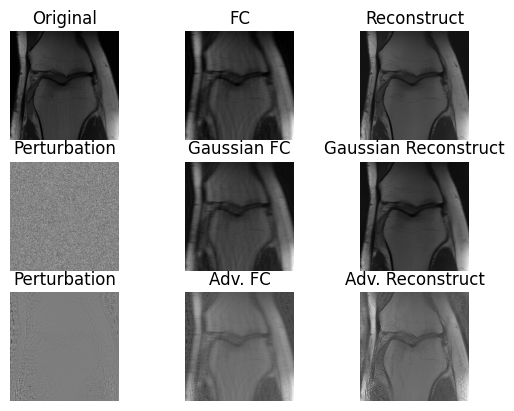 Original
FC
Reconstruct
Perturbation
Gaussian FC
Gaussian Reconstruct
Perturbation
Adv. FC
Adv. Reconstruct